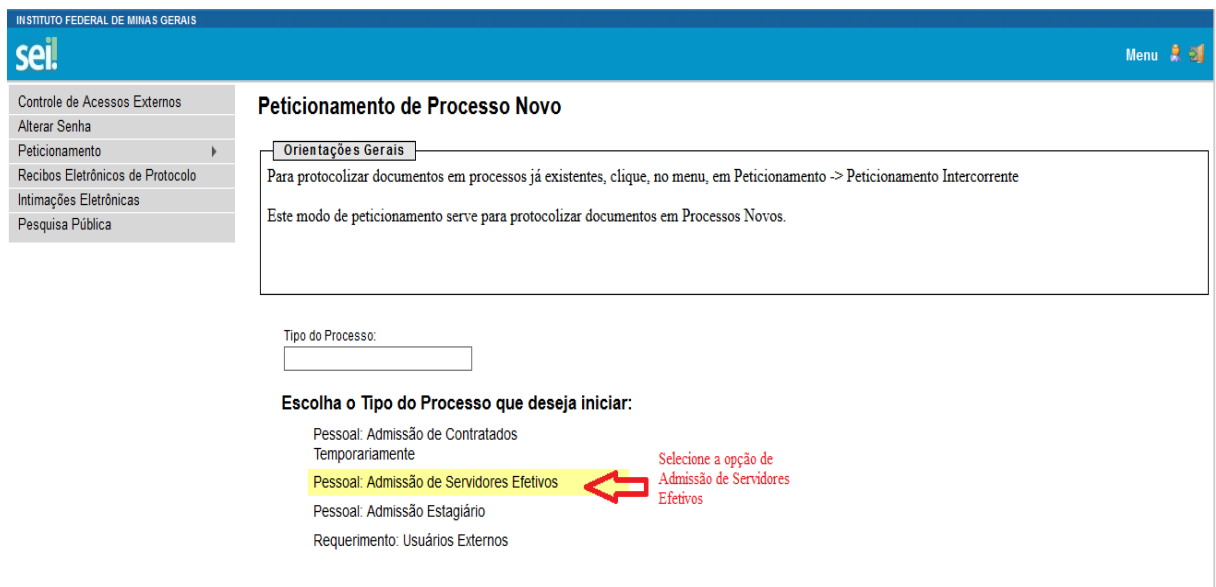 INSTITUTO FEDERAL DE MINAS GERAIS
sei!
Menu
Controle de Acessos Externos
Alterar Senha
Peticionamento
Recibos Eletrônicos de Protocolo
Intimações Eletrônicas
Pesquisa Pública
Peticionamento de Processo Novo
Orientações Gerais
Para protocolizar documentos em processos já existentes, clique, no menu, em Peticionamento -> Peticionamento Intercorrente
Este modo de peticionamento serve para protocolizar documentos em Processos Novos.
Tipo do Processo:
Escolha o Tipo do Processo que deseja iniciar:
Pessoal: Admissão de Contratados
Temporariamente
Pessoal: Admissão de Servidores Efetivos
Pessoal: Admissão Estagiário
Requerimento: Usuários Externos
Selecione a opção de
Admissão de Servidores
Efetivos